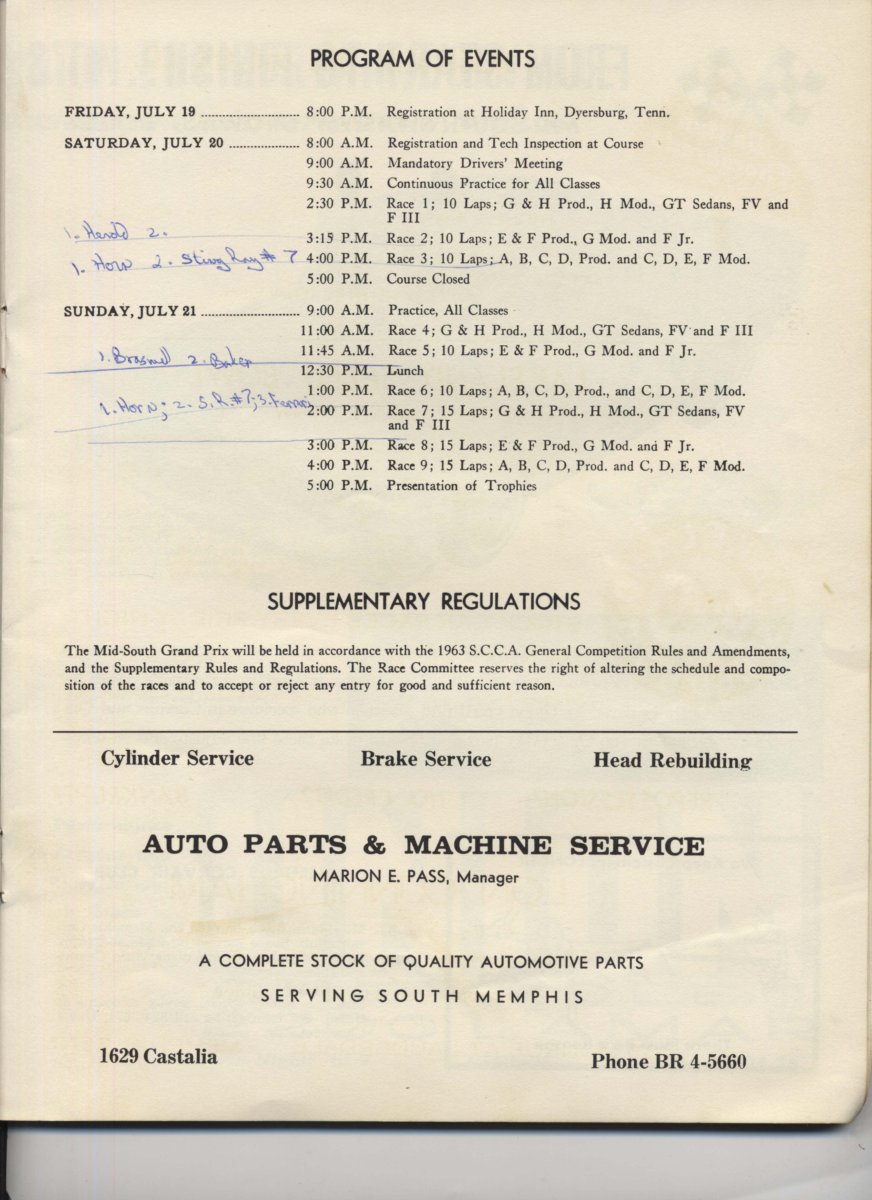 PROGRAM OF EVENTS
FRIDAY, JULY 19 ............................ 8:00 P.M. Registration at Holiday Inn, Dyersburg, Tenn.
SATURDAY, JULY 20 .................... 8:00 A.M. Registration and Tech Inspection at Course
9:00 A.M. Mandatory Drivers' Meeting
9:30 A.M. Continuous Practice for All Classes
2:30 P.M. Race 1; 10 Laps; G & H Prod., H Mod., GT Sedans, FV and
F III
1. Herold 2.
3:15 P.M. Race 2; 10 Laps; E & F Prod., G Mod. and F Jr.
1. Horn 2. Sting Ray # 7 4:00 P.M. Race 3; 10 Laps; A, B, C, D, Prod. and C, D, E, F Mod.
5:00 P.M. Course Closed
SUNDAY, JULY 21 ............................ 9:00 A.M. Practice, All Classes
11:00 A.M. Race 4; G & H Prod., H Mod., GT Sedans, FV and F III
1. 2. Baker 11:45 A.M. Race 5; 10 Laps; E & F Prod., G Mod. and F Jr.
12:30 P.M. Lunch
1:00 P.M. Race 6; 10 Laps; A, B, C, D, Prod., and C, D, E, F Mod.
1. Horn; 2. S.R. #7; 3. Ferrari 2:00 P.M. Race 7; 15 Laps; G & H Prod., H Mod., GT Sedans, FV
and F III
3:00 P.M. Race 8; 15 Laps; E & F Prod., G Mod. and F Jr.
4:00 P.M. Race 9; 15 Laps; A, B, C, D, Prod. and C, D, E, F Mod.
5:00 P.M. Presentation of Trophies
SUPPLEMENTARY REGULATIONS
The Mid-South Grand Prix will be held in accordance with the 1963 S.C.C.A. General Competition Rules and Amendments,
and the Supplementary Rules and Regulations. The Race Committee reserves the right of altering the schedule and compo-
sition of the races and to accept or reject any entry for good and sufficient reason.
Cylinder Service Brake Service Head Rebuilding
AUTO PARTS & MACHINE SERVICE
MARION E. PASS, Manager
A COMPLETE STOCK OF QUALITY AUTOMOTIVE PARTS
SERVING SOUTH MEMPHIS
1629 Castalia Phone BR 4-5660